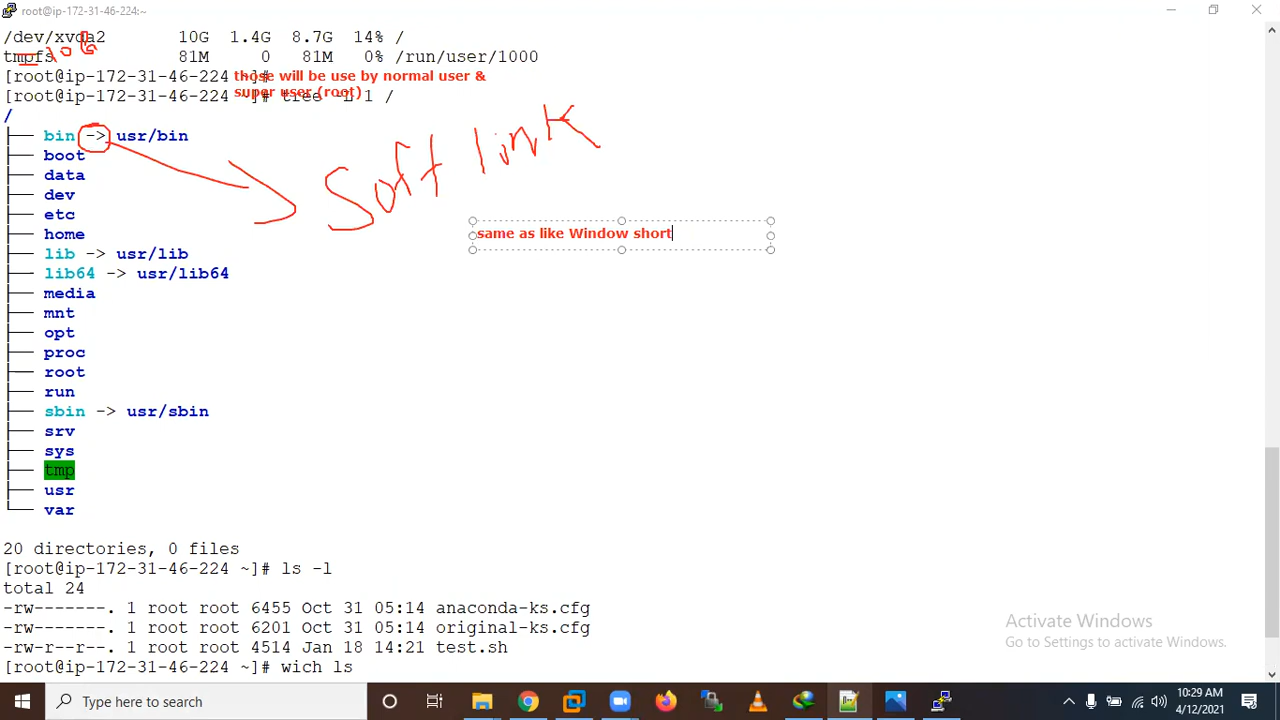 root@ip-172-31-46-224:~
/dev/xvda2 10G 1.4G 8.7G 14% /
tmpfs 81M 0 81M 0% /run/user/1000
[root@ip-172-31-46-224 ~]#
those will be use by normal user &
super user (root)
[root@ip-172-31-46-224 ~]# tree -L 1 /
/
├── bin -> usr/bin
├── boot
├── data
├── dev
├── etc
├── home
├── lib -> usr/lib
├── lib64 -> usr/lib64
├── media
├── mnt
├── opt
├── proc
├── root
├── run
├── sbin -> usr/sbin
├── srv
├── sys
├── tmp
├── usr
└── var
Soft link
same as like Window short
20 directories, 0 files
[root@ip-172-31-46-224 ~]# ls -l
total 24
-rw-------. 1 root root 6455 Oct 31 05:14 anaconda-ks.cfg
-rw-------. 1 root root 6201 Oct 31 05:14 original-ks.cfg
-rw-r--r--. 1 root root 4514 Jan 18 14:21 test.sh
[root@ip-172-31-46-224 ~]# wich ls
Activate Windows
Go to Settings to activate Windows.
Type here to search
10:29 AM
4/12/2021